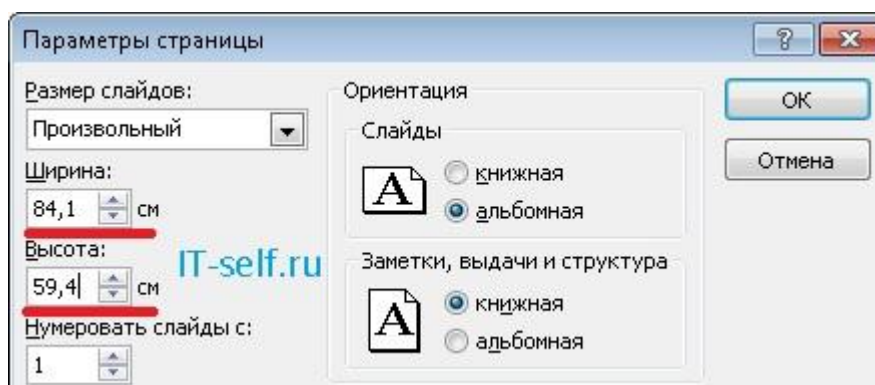 Параметры страницы
Размер слайдов:
Произвольный
Ширина:
84,1 см
Высота:
59,4 см
Нумеровать слайды с:
1
IT-self.ru
Ориентация
Слайды
A
книжная
альбомная
Заметки, выдачи и структура
A
книжная
альбомная
?
ОК
Отмена